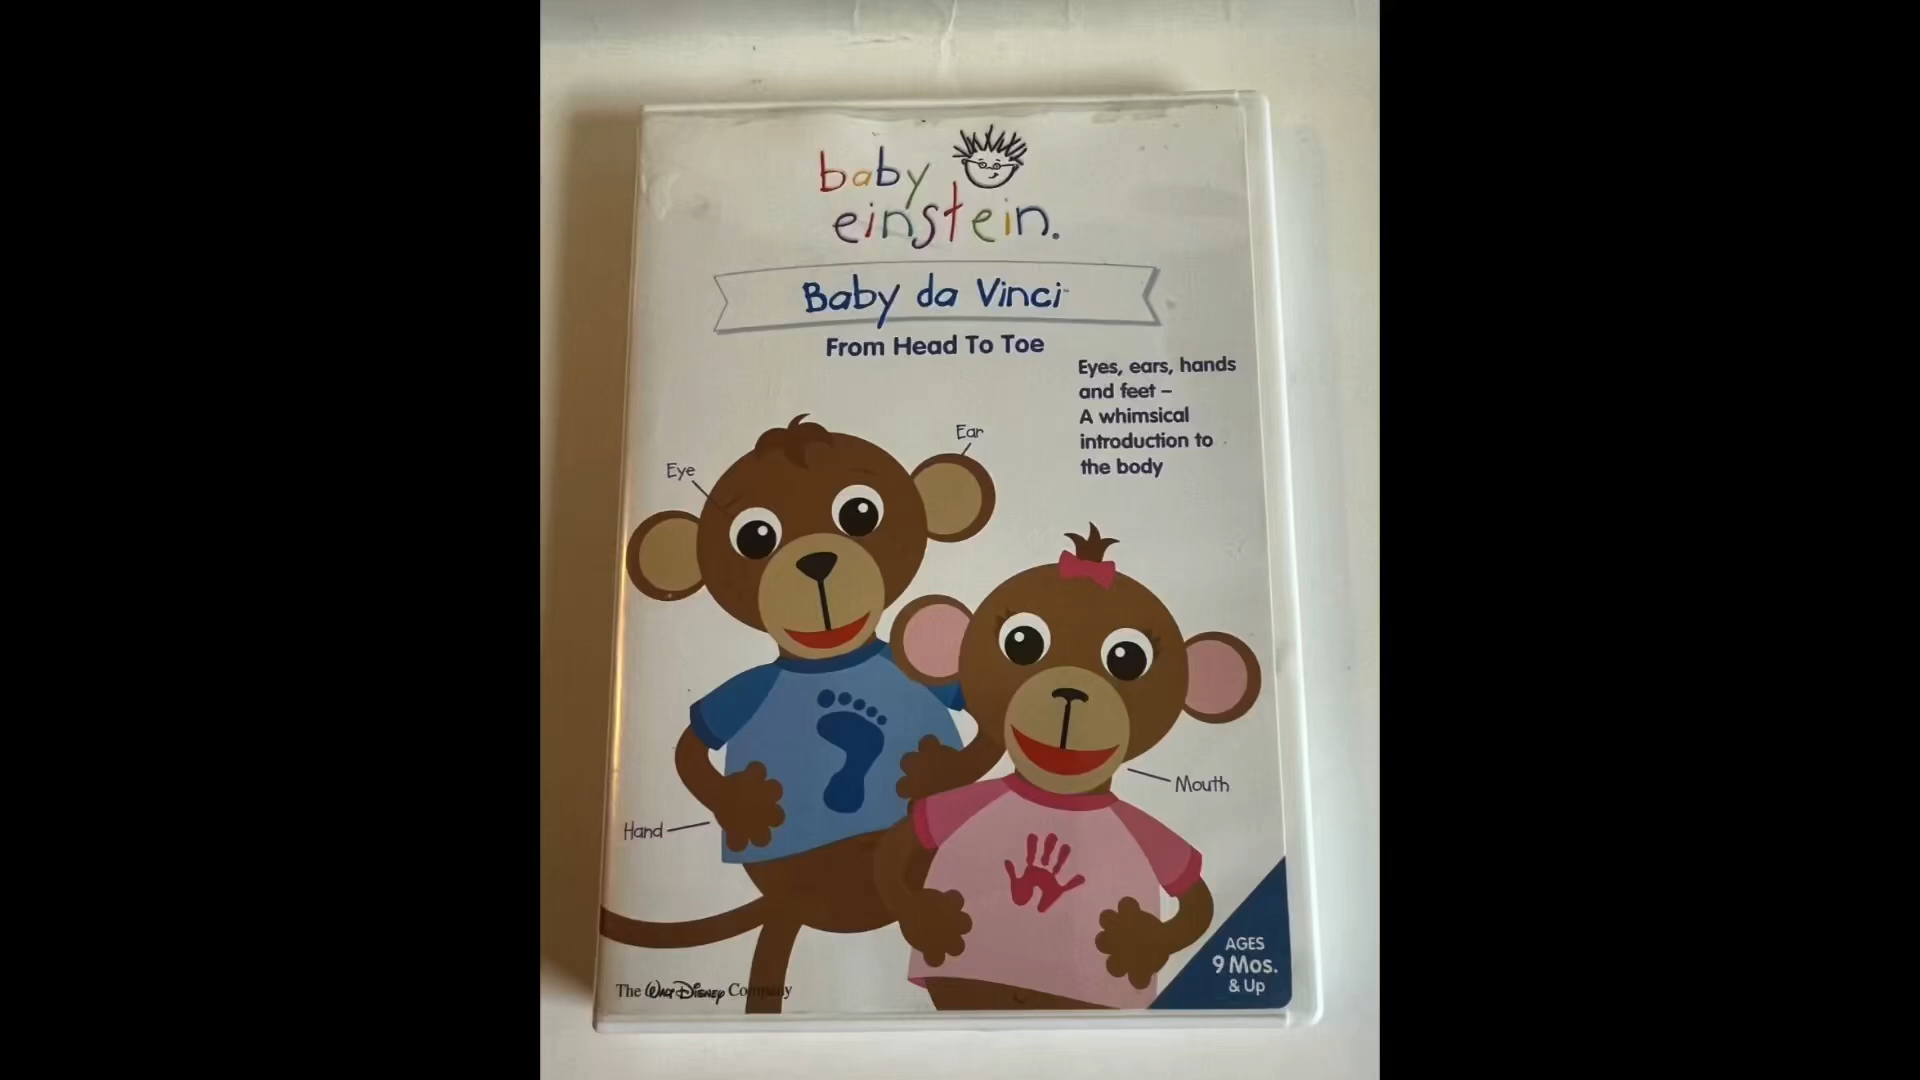 baby
einstein.
Baby da Vinci™
From Head To Toe
Eyes, ears, hands
and feet –
A whimsical
introduction to
the body
Ear
Eye
Mouth
Hand
AGES
9 Mos.
& Up
The Walt Disney Company